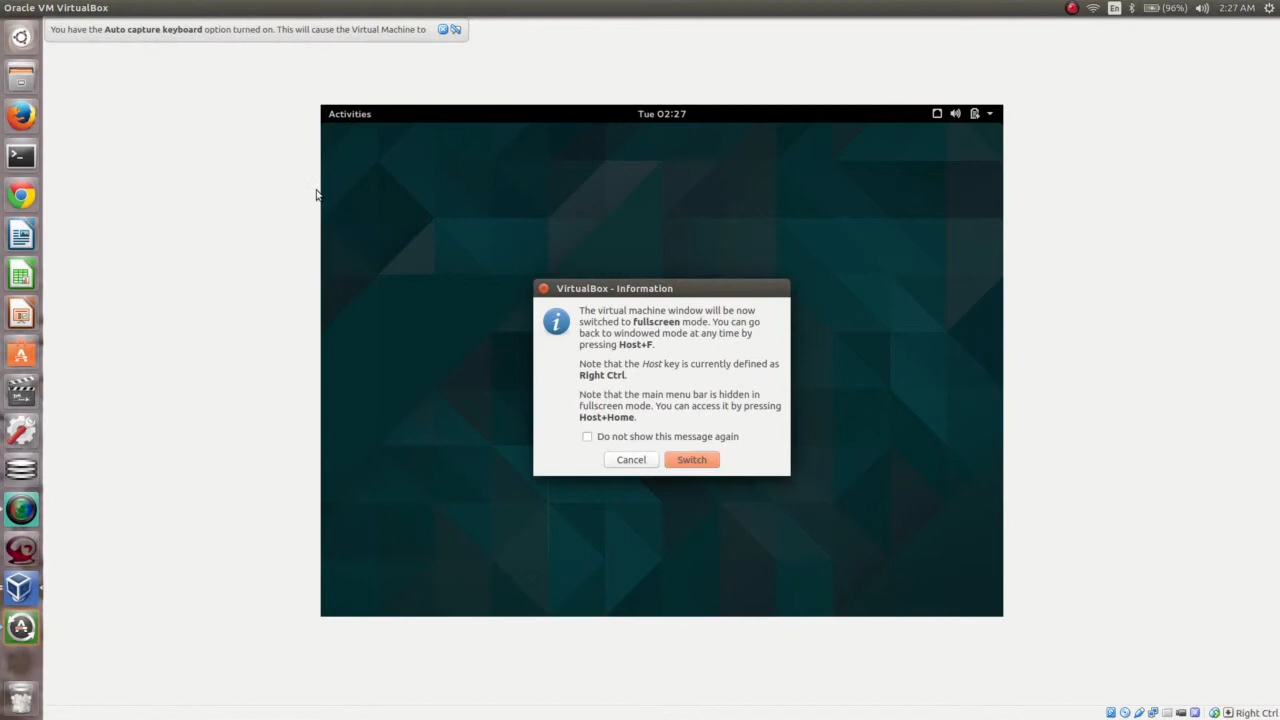 Oracle VM VirtualBox
En
(96%)
2:27 AM
You have the Auto capture keyboard option turned on. This will cause the Virtual Machine to
Activities
Tue 02:27
VirtualBox - Information
The virtual machine window will be now
switched to fullscreen mode. You can go
back to windowed mode at any time by
pressing Host+F.
Note that the Host key is currently defined as
Right Ctrl.
Note that the main menu bar is hidden in
fullscreen mode. You can access it by pressing
Host+Home.
Do not show this message again
Cancel
Switch
Right Ctrl